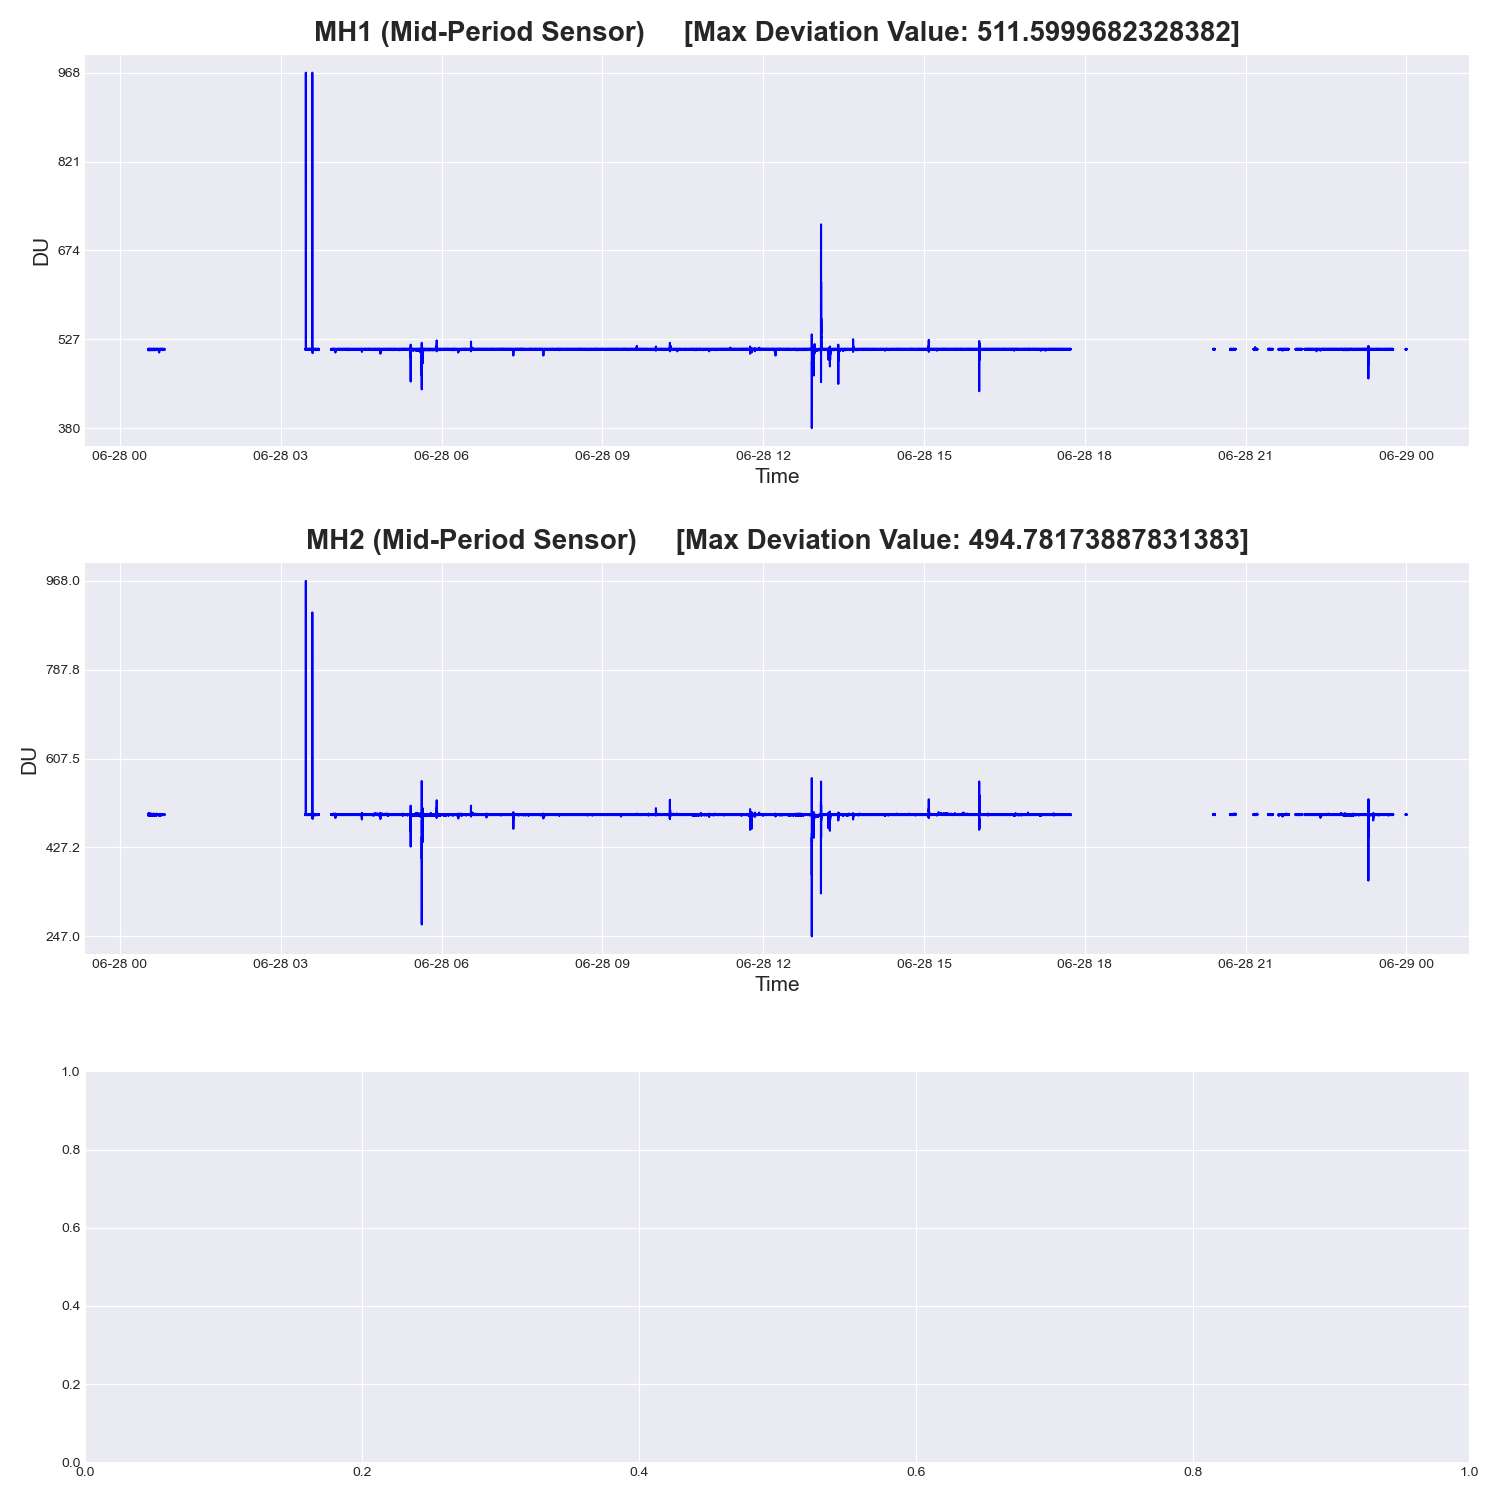 MH1 (Mid-Period Sensor) [Max Deviation Value: 511.5999682328382]
968
821
674
527
380
DU
06-28 00 06-28 03 06-28 06 06-28 09 06-28 12 06-28 15 06-28 18 06-28 21 06-29 00
Time
MH2 (Mid-Period Sensor) [Max Deviation Value: 494.78173887831383]
968.0
787.8
607.5
427.2
247.0
DU
06-28 00 06-28 03 06-28 06 06-28 09 06-28 12 06-28 15 06-28 18 06-28 21 06-29 00
Time
1.0
0.8
0.6
0.4
0.2
0.0
0.0 0.2 0.4 0.6 0.8 1.0